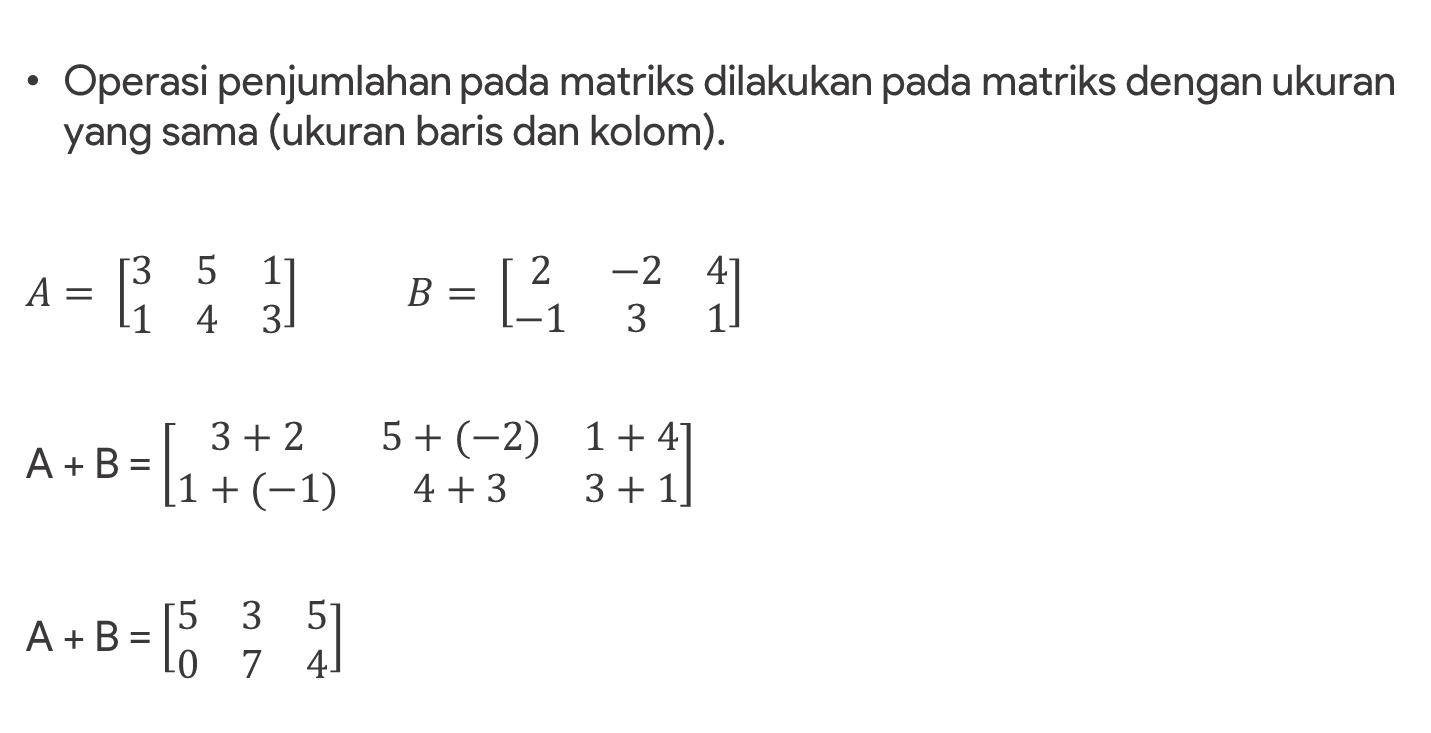 • Operasi penjumlahan pada matriks dilakukan pada matriks dengan ukuran
yang sama (ukuran baris dan kolom).
A = [3 5 1] B = [2 −2 4]
[1 4 3] [−1 3 1]
A + B = [3 + 2 5 + (−2) 1 + 4]
[1 + (−1) 4 + 3 3 + 1]
A + B = [5 3 5]
[0 7 4]